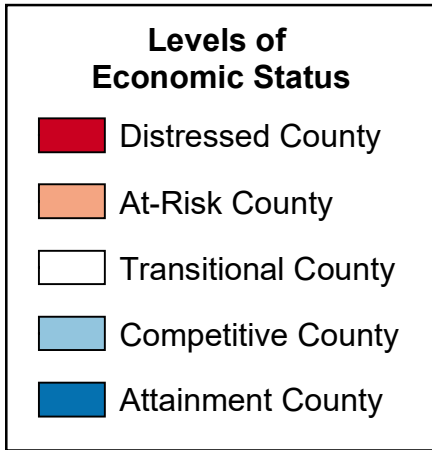 Levels of
Economic Status
Distressed County
At-Risk County
Transitional County
Competitive County
Attainment County